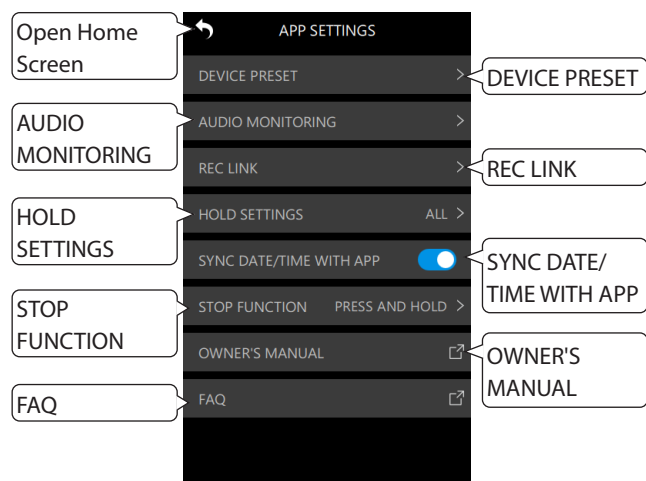 Open Home
Screen
APP SETTINGS
DEVICE PRESET
DEVICE PRESET
AUDIO
MONITORING
AUDIO MONITORING
REC LINK
REC LINK
HOLD
SETTINGS
HOLD SETTINGS ALL
SYNC DATE/TIME WITH APP
SYNC DATE/
TIME WITH APP
STOP
FUNCTION
STOP FUNCTION PRESS AND HOLD
OWNER'S MANUAL
OWNER'S
MANUAL
FAQ
FAQ